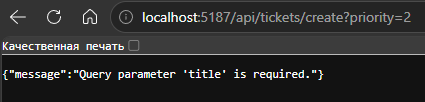 localhost:5187/api/tickets/create?priority=2
Качественная печать
{"message":"Query parameter 'title' is required."}